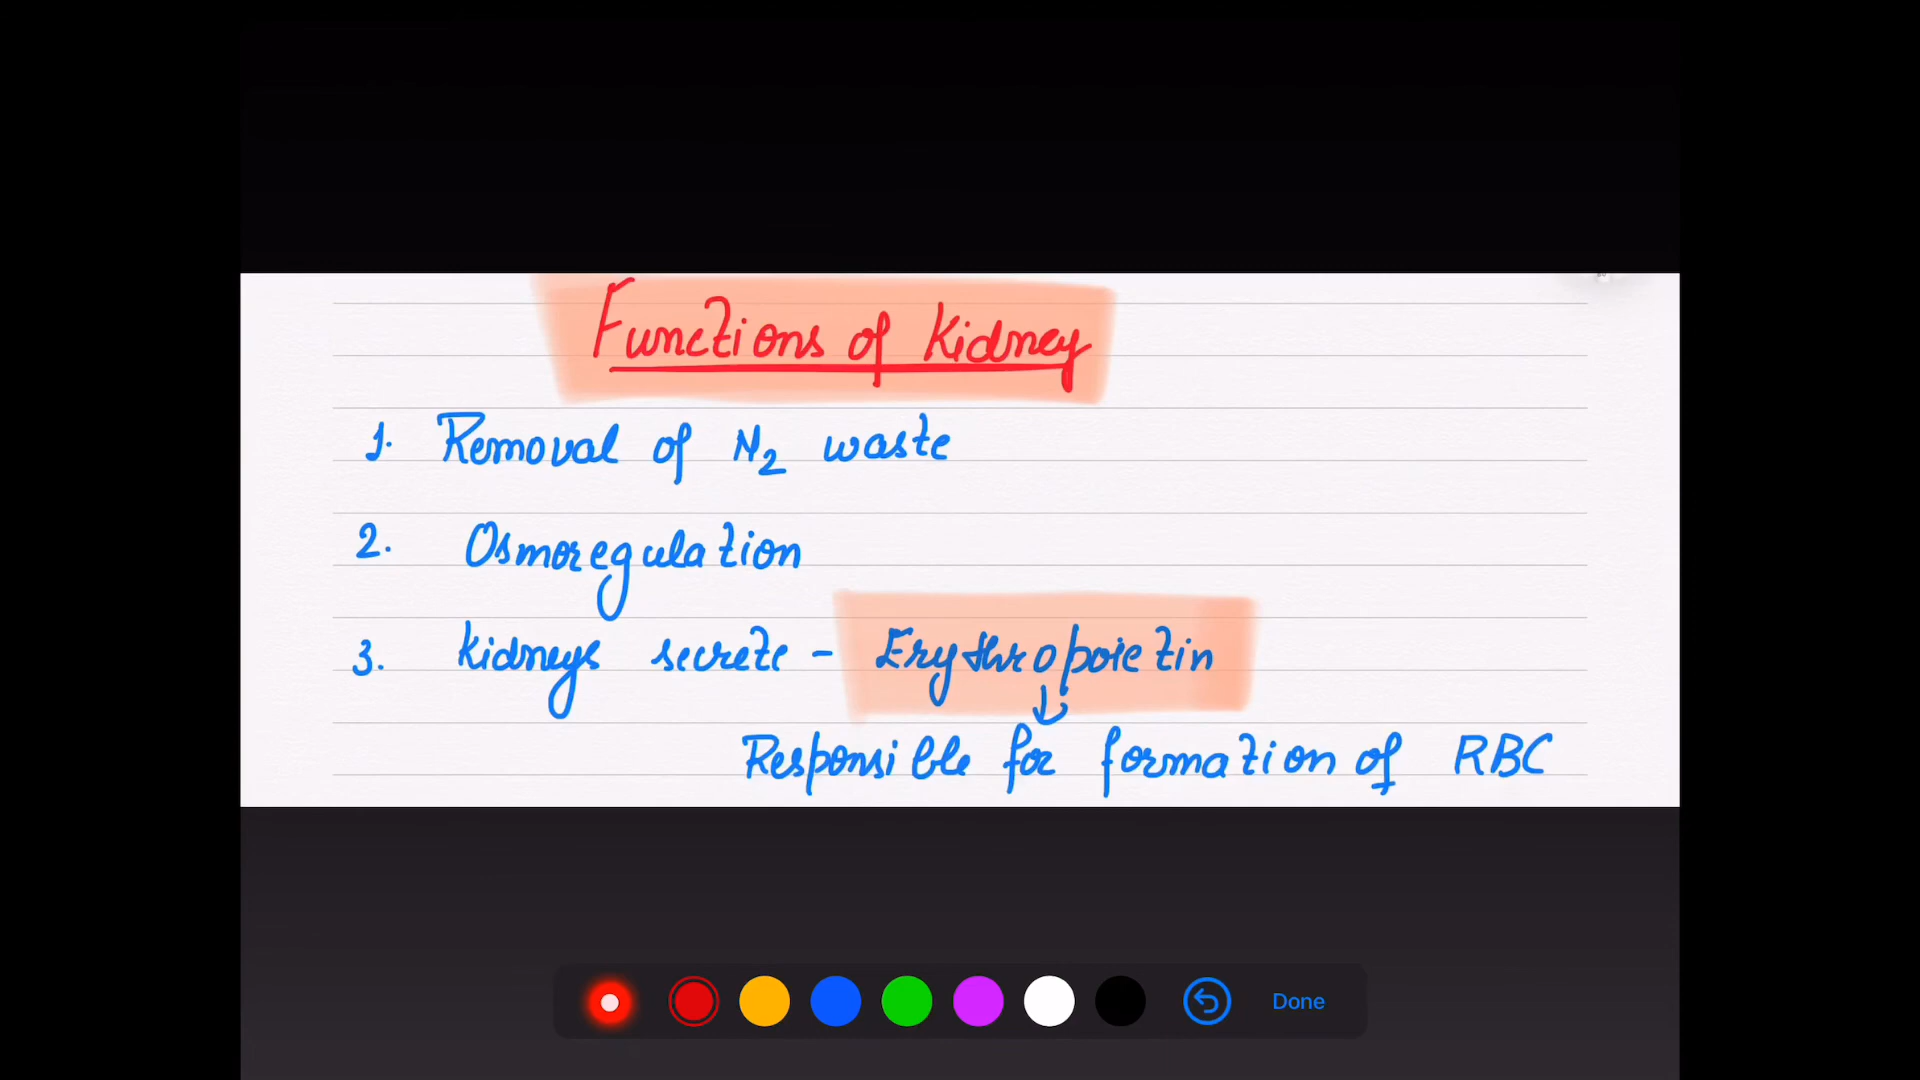 Functions of Kidney
1. Removal of N₂ waste
2. Osmoregulation
3. Kidneys secrete - Erythropoietin
↓
Responsible for formation of RBC
Done